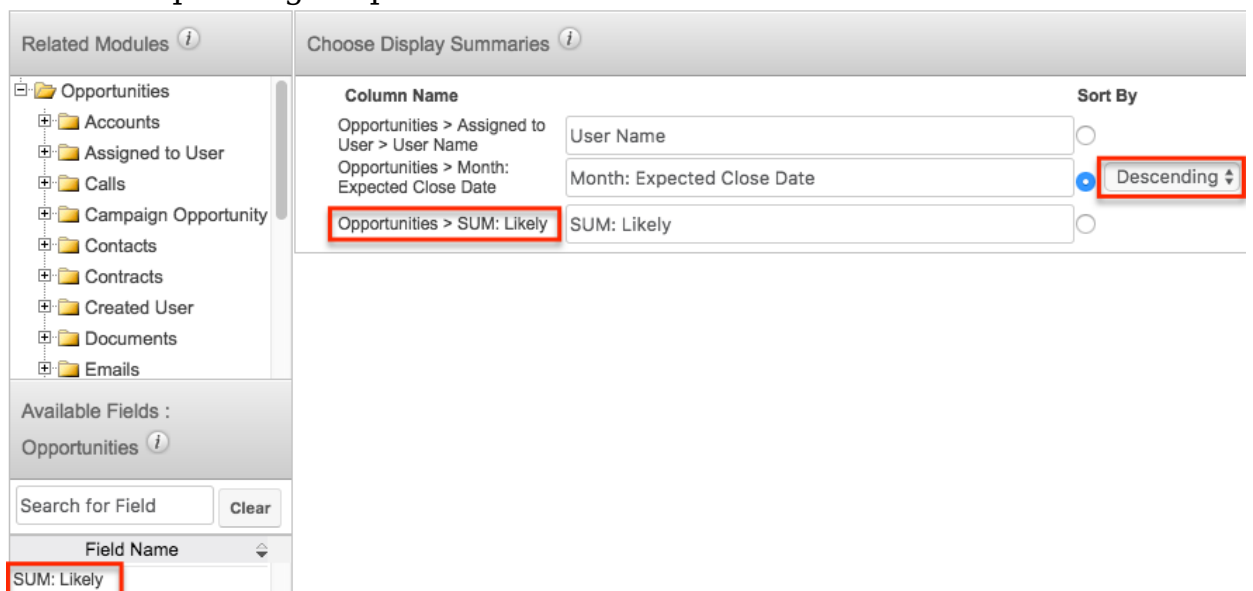 Related Modules i
Choose Display Summaries i
Opportunities
Accounts
Assigned to User
Calls
Campaign Opportunity
Contacts
Contracts
Created User
Documents
Emails
Column Name
Sort By
Opportunities > Assigned to
User > User Name
User Name
Opportunities > Month:
Expected Close Date
Month: Expected Close Date
Descending
Opportunities > SUM: Likely
SUM: Likely
Available Fields :
Opportunities i
Search for Field
Clear
Field Name
SUM: Likely